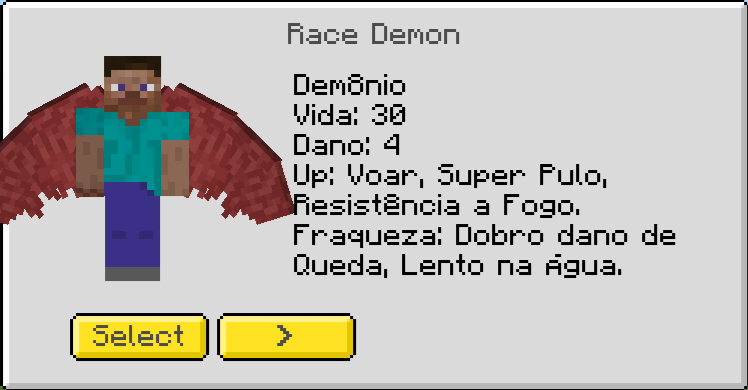 Race Demon
Demônio
Vida: 30
Dano: 4
Up: Voar, Super Pulo,
Resistência a Fogo.
Fraqueza: Dobro dano de
Queda, Lento na Água.
Select
>